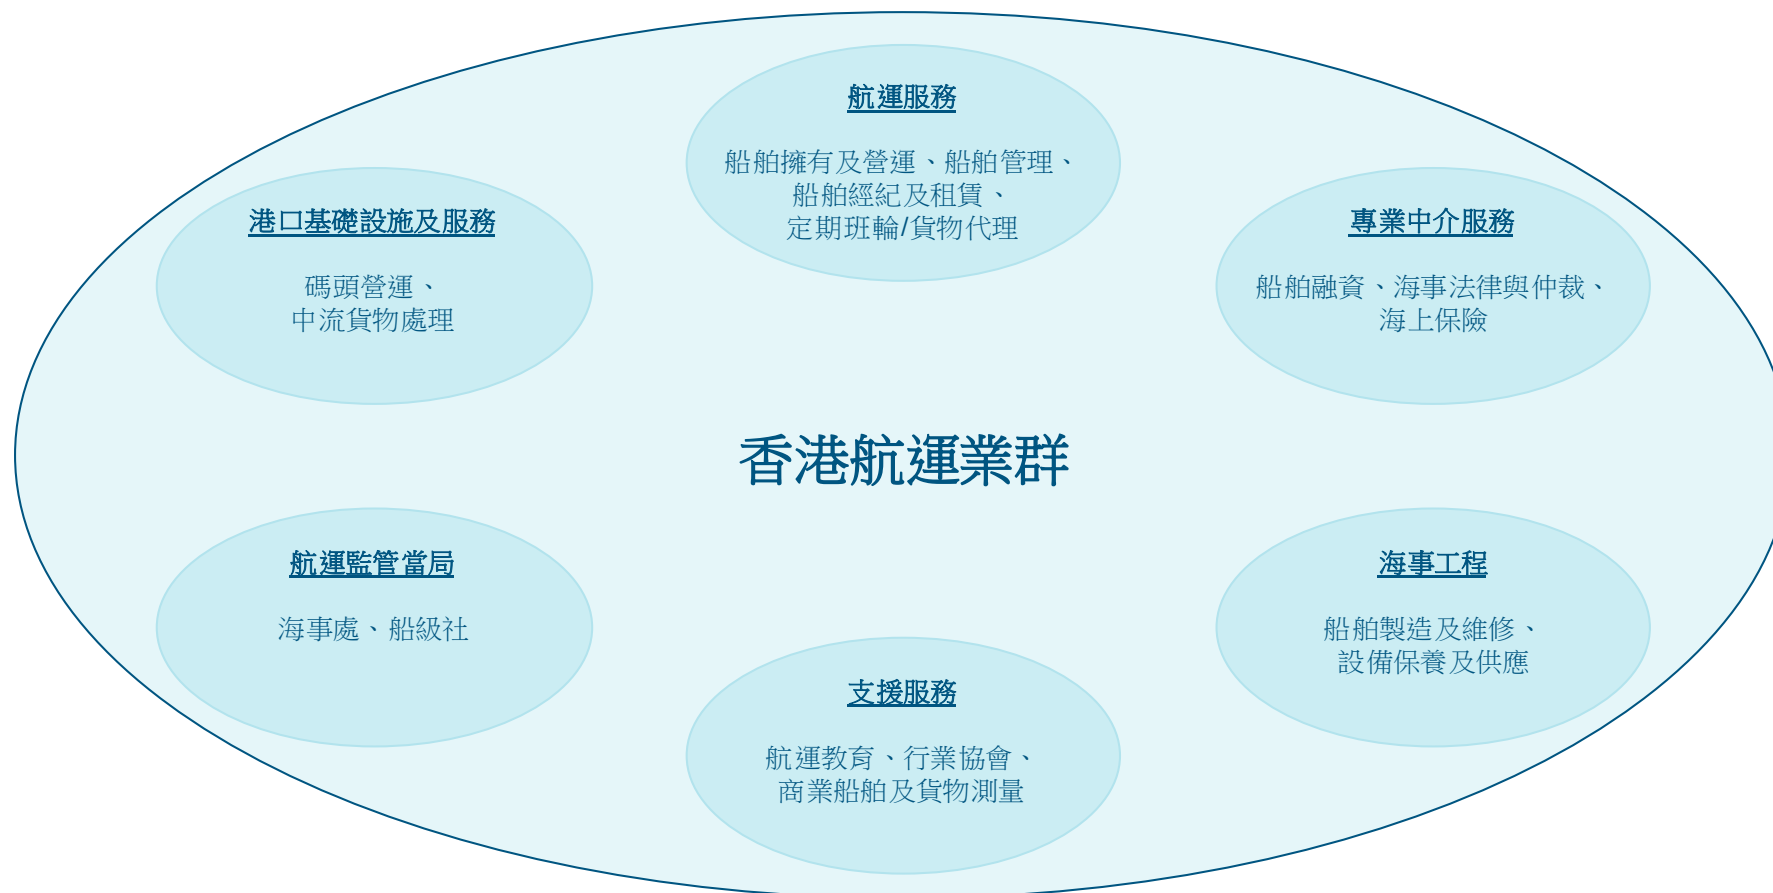 航運服務
船舶擁有及營運、船舶管理、
船舶經紀及租賃、
定期班輪/貨物代理
港口基礎設施及服務
碼頭營運、
中流貨物處理
專業中介服務
船舶融資、海事法律與仲裁、
海上保險
香港航運業群
航運監管當局
海事處、船級社
海事工程
船舶製造及維修、
設備保養及供應
支援服務
航運教育、行業協會、
商業船舶及貨物測量